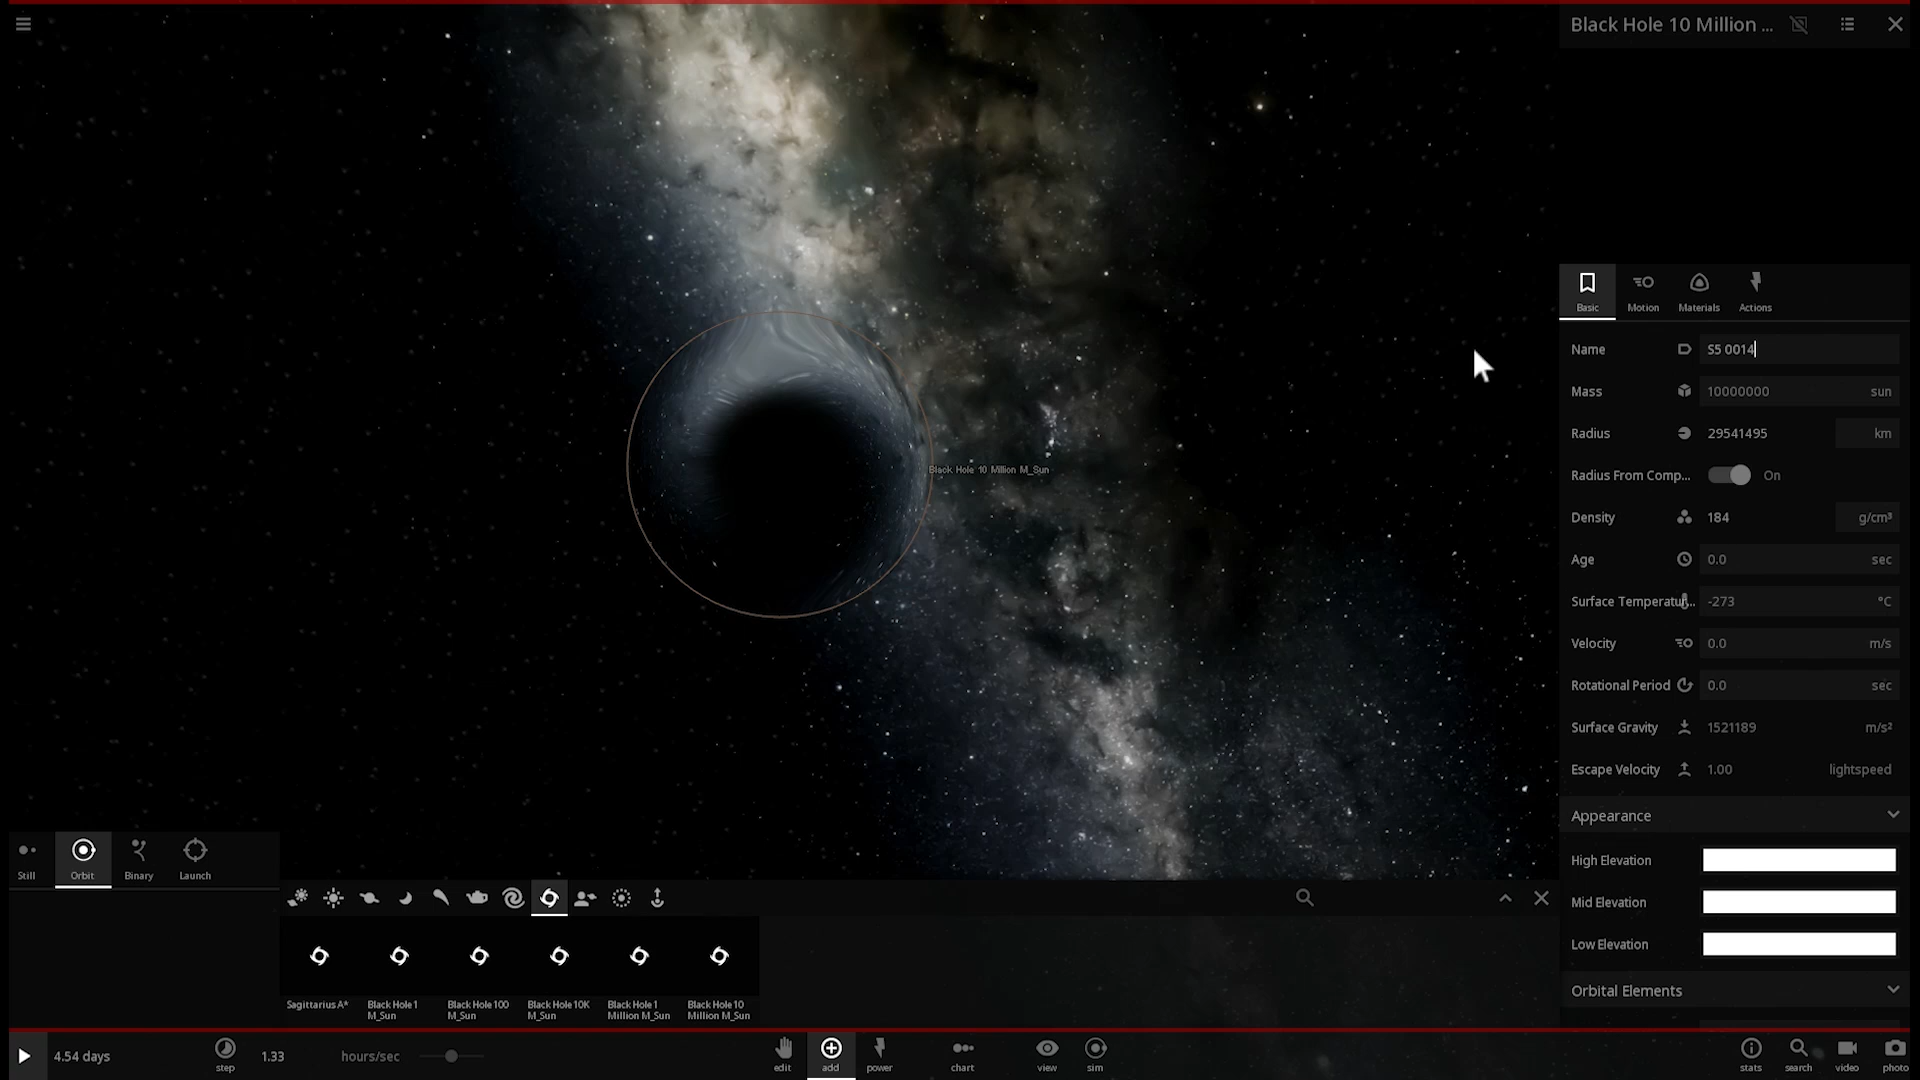 Black Hole 10 Million ...
Basic
Motion
Materials
Actions
Name
S5 0014
Mass
10000000
sun
Radius
29541495
km
Radius From Comp...
On
Density
184
g/cm³
Age
0.0
sec
Surface Temperatur...
-273
°C
Velocity
0.0
m/s
Rotational Period
0.0
sec
Surface Gravity
1521189
m/s²
Escape Velocity
1.00
lightspeed
Appearance
High Elevation
Mid Elevation
Low Elevation
Orbital Elements
Black Hole 10 Million M_Sun
Still
Orbit
Binary
Launch
Sagittarius A*
Black Hole 1
M_Sun
Black Hole 100
M_Sun
Black Hole 10K
M_Sun
Black Hole 1
Million M_Sun
Black Hole 10
Million M_Sun
4.54 days
step
1.33
hours/sec
edit
add
power
chart
view
sim
stats
search
video
photo